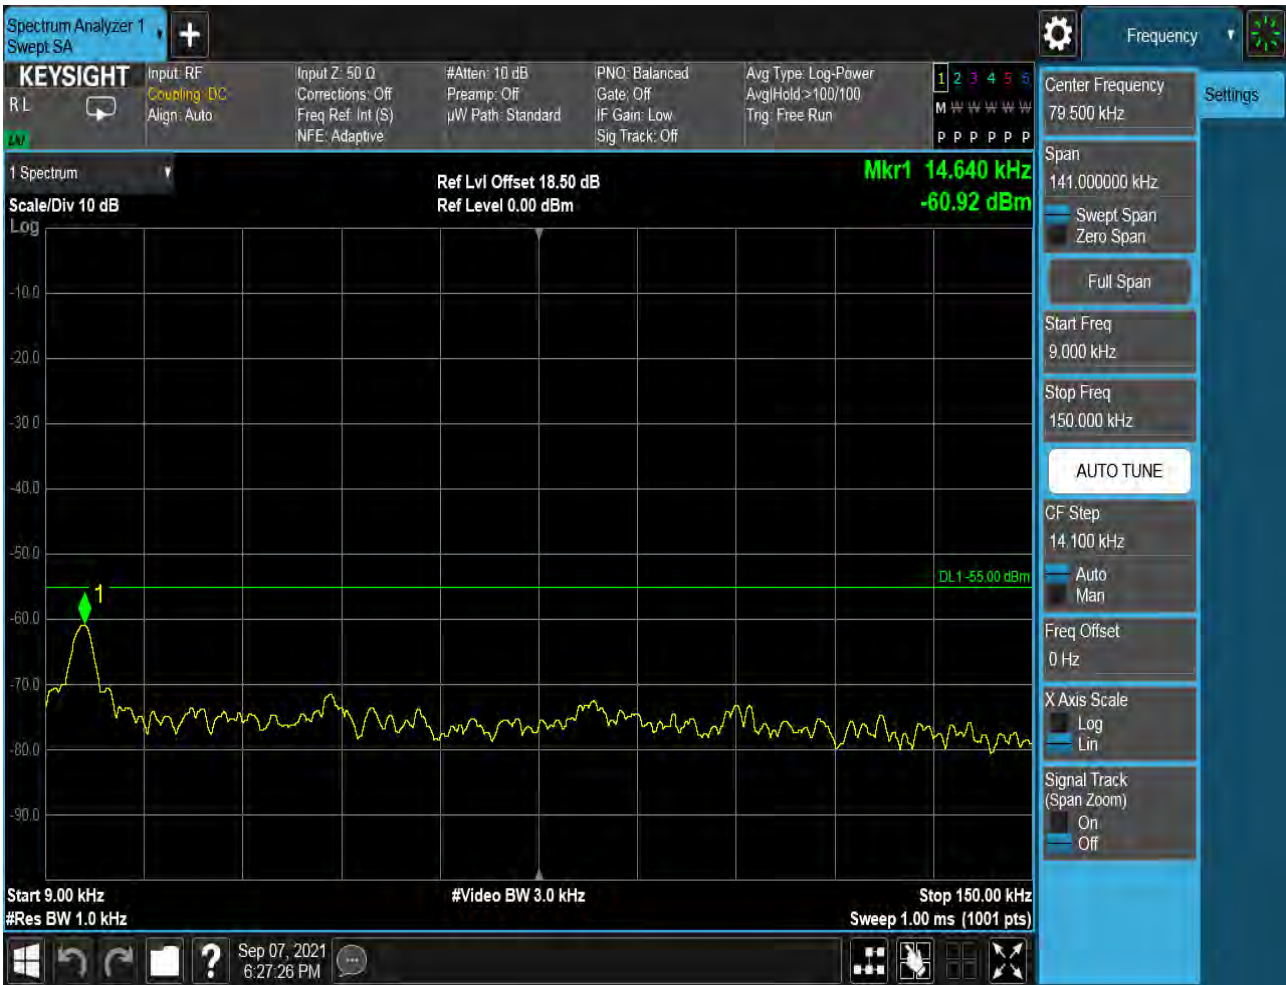 Spectrum Analyzer 1
Swept SA
Frequency
KEYSIGHT
R L
Input: RF
Coupling: DC
Align: Auto
Input Z: 50 Ω
Corrections: Off
Freq Ref: Int (S)
NFE: Adaptive
#Atten: 10 dB
Preamp: Off
µW Path: Standard
PNO: Balanced
Gate: Off
IF Gain: Low
Sig Track: Off
Avg Type: Log-Power
Avg|Hold:>100/100
Trig: Free Run
1 2 3 4 5 6
M W W W W W
P P P P P P
1 Spectrum
Scale/Div 10 dB
Log
Ref Lvl Offset 18.50 dB
Ref Level 0.00 dBm
Mkr1 14.640 kHz
-60.92 dBm
-10.0
-20.0
-30.0
-40.0
-50.0
-60.0
-70.0
-80.0
-90.0
DL1 -55.00 dBm
1
Start 9.00 kHz
#Res BW 1.0 kHz
#Video BW 3.0 kHz
Stop 150.00 kHz
Sweep 1.00 ms (1001 pts)
Center Frequency
79.500 kHz
Span
141.000000 kHz
Swept Span
Zero Span
Full Span
Start Freq
9.000 kHz
Stop Freq
150.000 kHz
AUTO TUNE
CF Step
14.100 kHz
Auto
Man
Freq Offset
0 Hz
X Axis Scale
Log
Lin
Signal Track
(Span Zoom)
On
Off
Settings
?
Sep 07, 2021
6:27:26 PM